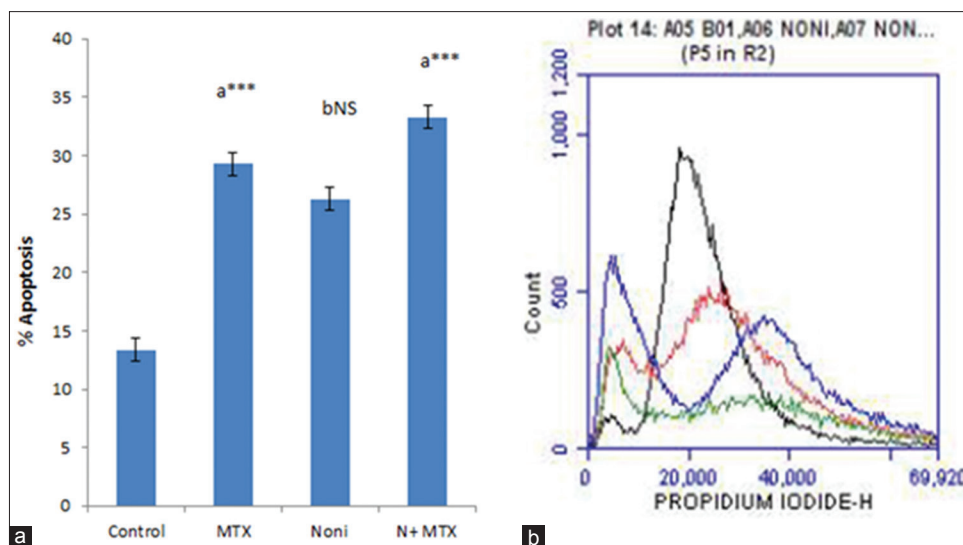 40
35
30
25
20
15
10
5
0
% Apoptosis
a***
bNS
a***
Control MTX Noni N+ MTX
a
Plot 14: A05 B01,A06 NONI,A07 NON...
(P5 in R2)
1,200
1,000
500
0
Count
0 20,000 40,000 69,920
PROPIDIUM IODIDE-H
b